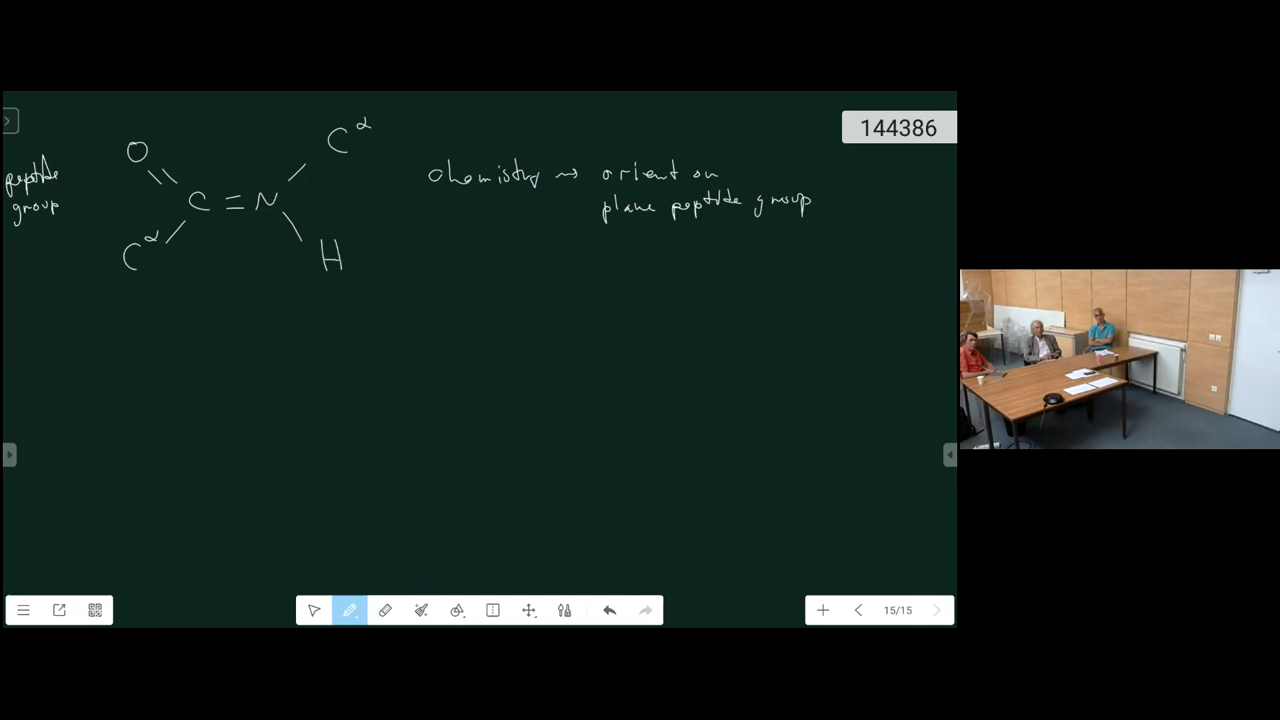 144386
O
C α
peptide
group
C = N
C α
H
chemistry ⇝ orient on
plane peptide group
15/15